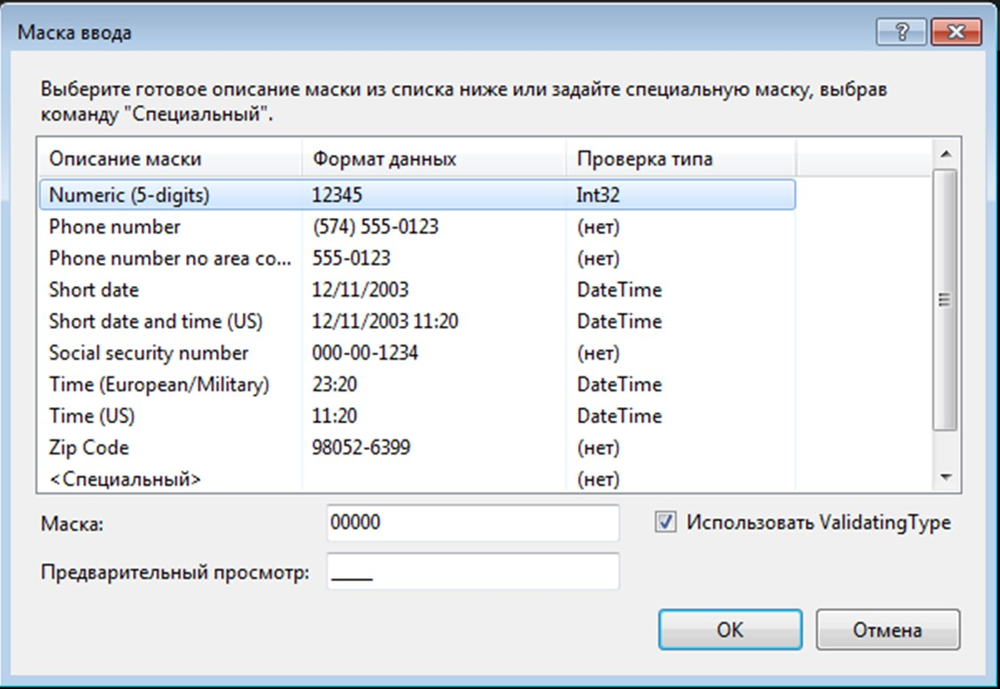 Маска ввода
Выберите готовое описание маски из списка ниже или задайте специальную маску, выбрав
команду "Специальный".
Описание маски Формат данных Проверка типа
Numeric (5-digits) 12345 Int32
Phone number (574) 555-0123 (нет)
Phone number no area co... 555-0123 (нет)
Short date 12/11/2003 DateTime
Short date and time (US) 12/11/2003 11:20 DateTime
Social security number 000-00-1234 (нет)
Time (European/Military) 23:20 DateTime
Time (US) 11:20 DateTime
Zip Code 98052-6399 (нет)
<Специальный> (нет)
Маска: 00000 Использовать ValidatingType
Предварительный просмотр: _____
OK Отмена